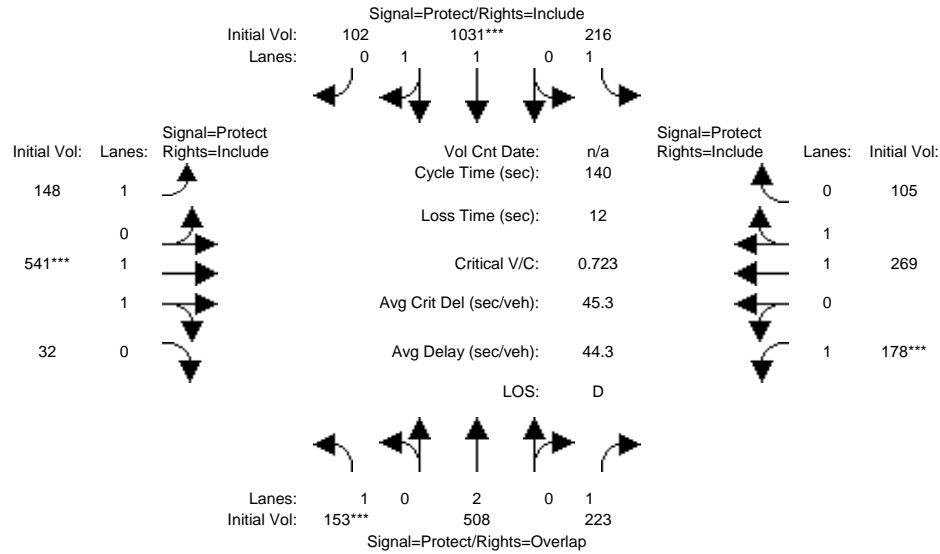 Signal=Protect/Rights=Include
Initial Vol: 102 1031*** 216
Lanes: 0 1 1 0 1
Signal=Protect Signal=Protect
Initial Vol: Lanes: Rights=Include Vol Cnt Date: n/a Rights=Include Lanes: Initial Vol:
Cycle Time (sec): 140
148 1 0 105
Loss Time (sec): 12
0 1
541*** 1 Critical V/C: 0.723 1 269
1 Avg Crit Del (sec/veh): 45.3 0
32 0 Avg Delay (sec/veh): 44.3 1 178***
LOS: D
Lanes: 1 0 2 0 1
Initial Vol: 153*** 508 223
Signal=Protect/Rights=Overlap